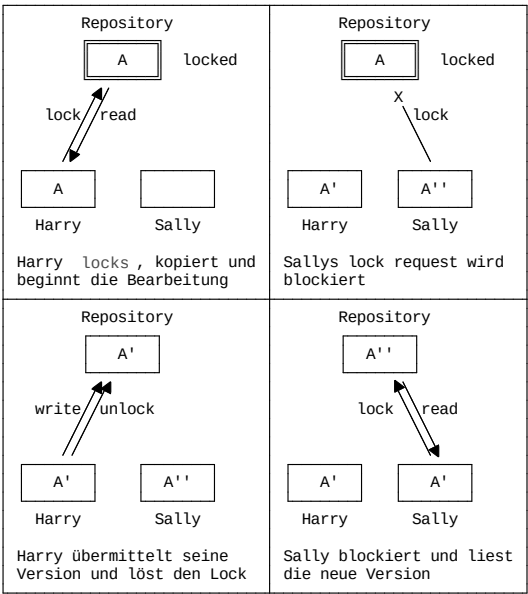 Repository
A locked
lock read
A
Harry Sally
Harry locks , kopiert und
beginnt die Bearbeitung
Repository
A locked
X
lock
A' A''
Harry Sally
Sallys lock request wird
blockiert
Repository
A'
write unlock
A' A''
Harry Sally
Harry übermittelt seine
Version und löst den Lock
Repository
A''
lock read
A' A'
Harry Sally
Sally blockiert und liest
die neue Version